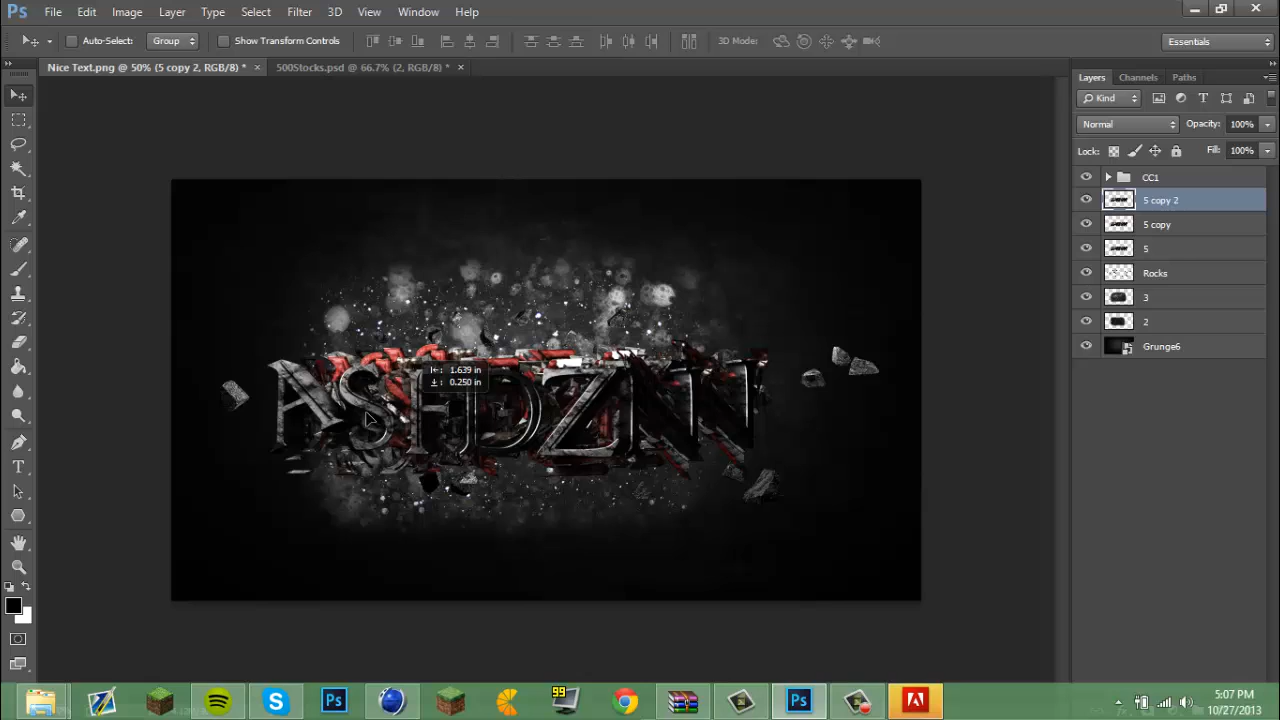 Ps File Edit Image Layer Type Select Filter 3D View Window Help
Auto-Select: Group Show Transform Controls 3D Mode: Essentials
Nice Text.png @ 50% (5 copy 2, RGB/8) * × 500Stocks.psd @ 66.7% (2, RGB/8) * ×
Layers Channels Paths
Kind
Normal Opacity: 100%
Lock: Fill: 100%
CC1
5 copy 2
5 copy
5
Rocks
3
2
Grunge6
1.639 in
0.250 in
99
Ps
Ps
5:07 PM
10/27/2013